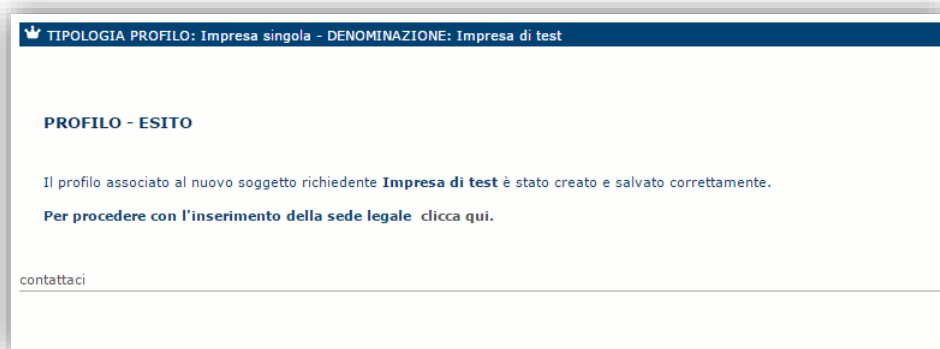 TIPOLOGIA PROFILO: Impresa singola - DENOMINAZIONE: Impresa di test
PROFILO - ESITO
Il profilo associato al nuovo soggetto richiedente Impresa di test è stato creato e salvato correttamente.
Per procedere con l'inserimento della sede legale clicca qui.
contattaci